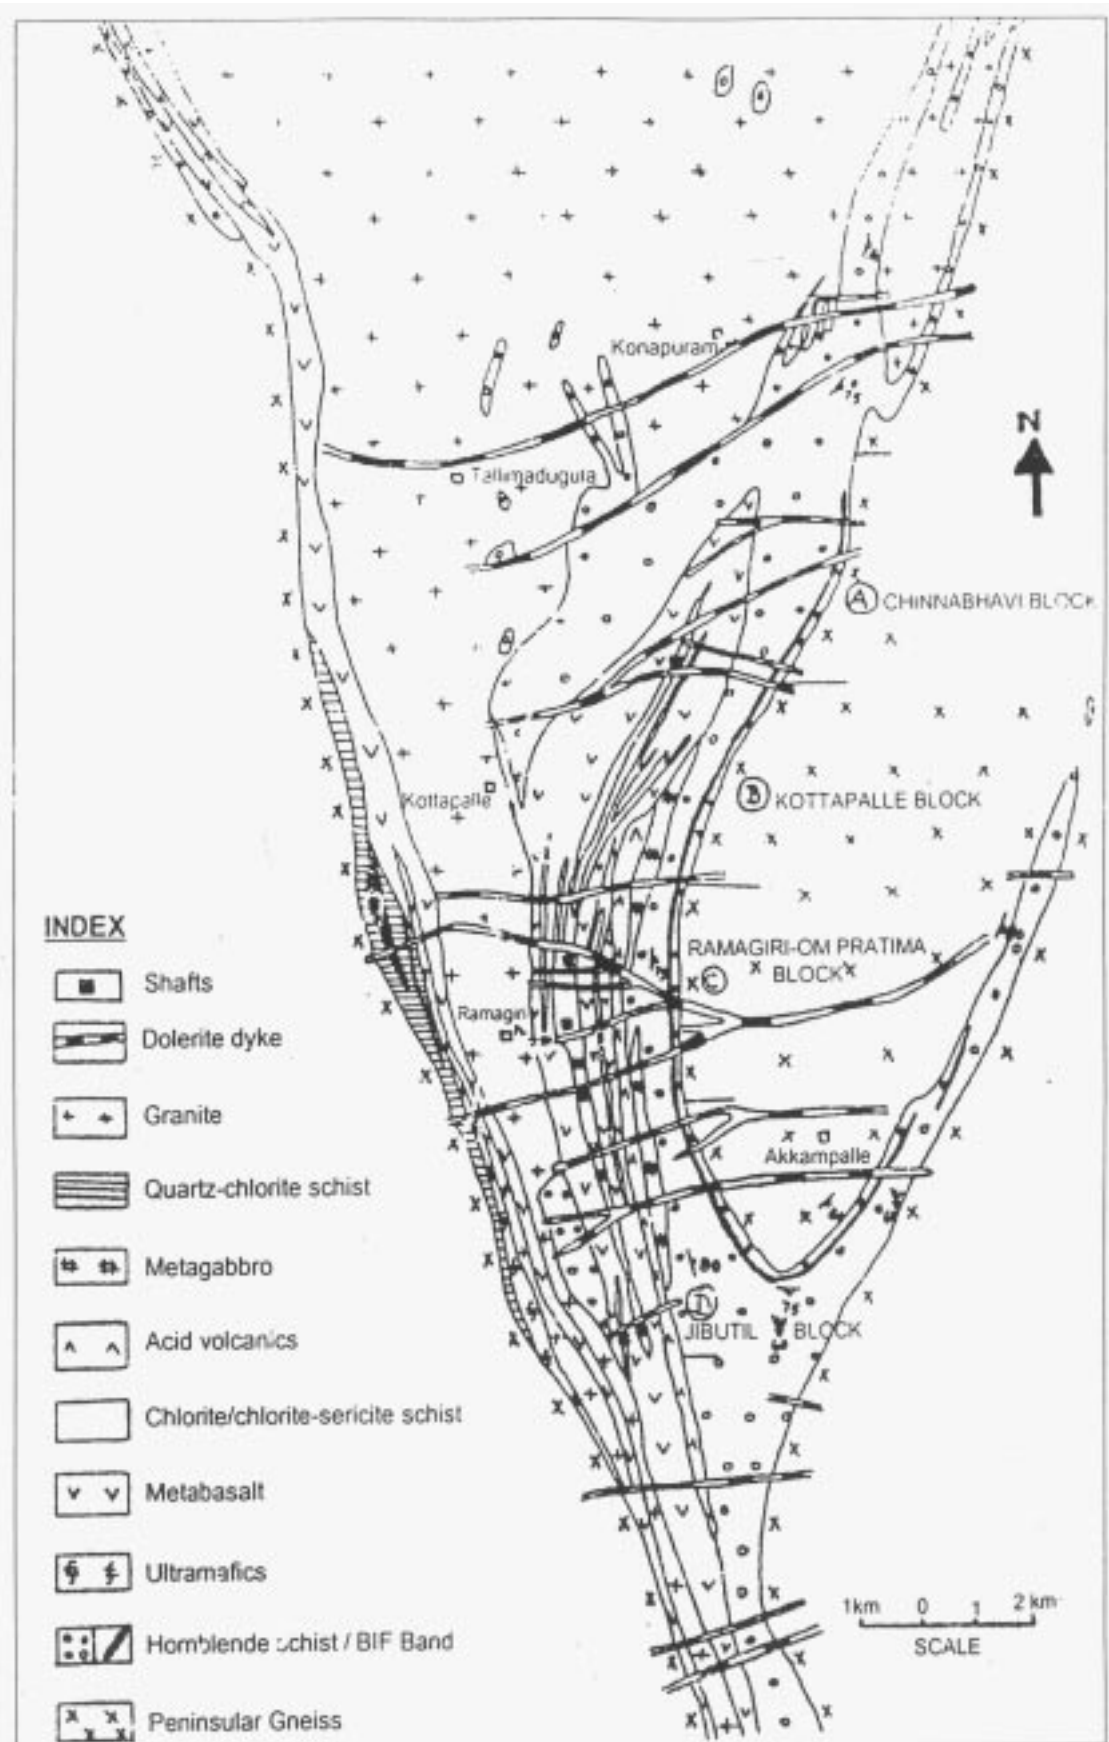 Konapuram
Tallimadugula
N
A CHINNABHAVI BLOCK
Kottapalle
B KOTTAPALLE BLOCK
INDEX
RAMAGIRI-OM PRATIMA
BLOCK
C
Shafts
Ramagiri
Dolerite dyke
Granite
Akkampalle
Quartz-chlorite schist
Metagabbro
D
JIBUTIL BLOCK
75
Acid volcanics
Chlorite/chlorite-sericite schist
Metabasalt
Ultramafics
1km 0 1 2 km
SCALE
Hornblende schist / BIF Band
Peninsular Gneiss